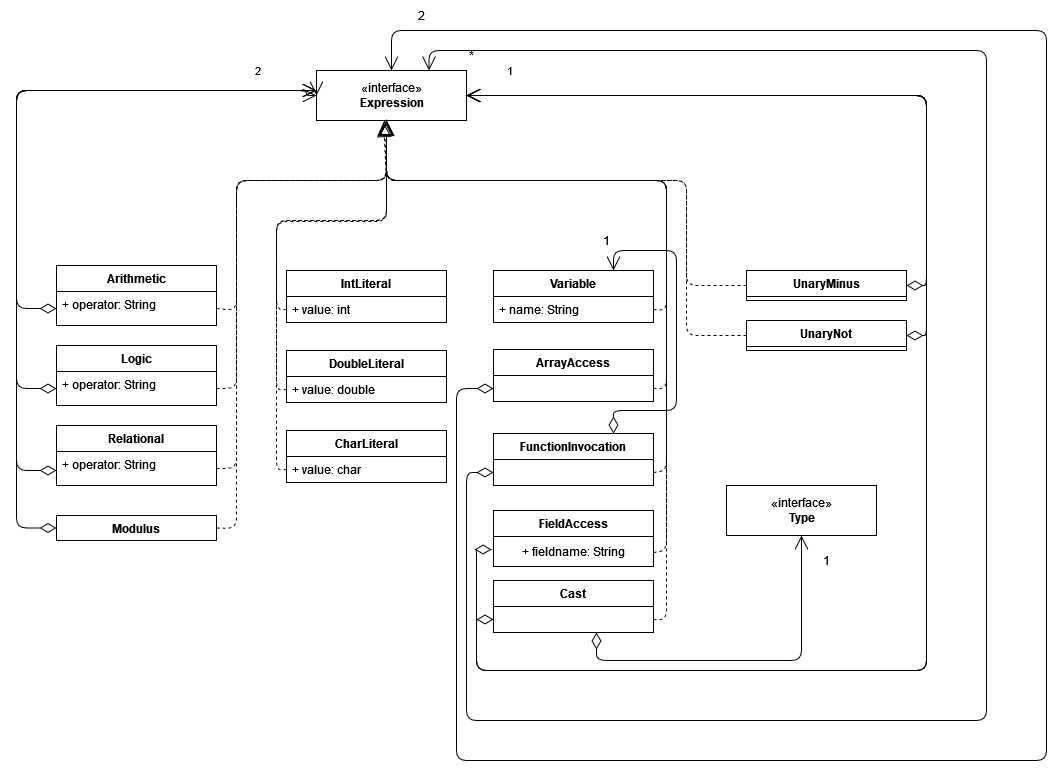 2
*
2
1
«interface»
Expression
1
Arithmetic
+ operator: String
IntLiteral
+ value: int
Variable
+ name: String
UnaryMinus
UnaryNot
Logic
+ operator: String
DoubleLiteral
+ value: double
ArrayAccess
Relational
+ operator: String
CharLiteral
+ value: char
FunctionInvocation
Modulus
FieldAccess
+ fieldname: String
«interface»
Type
1
Cast